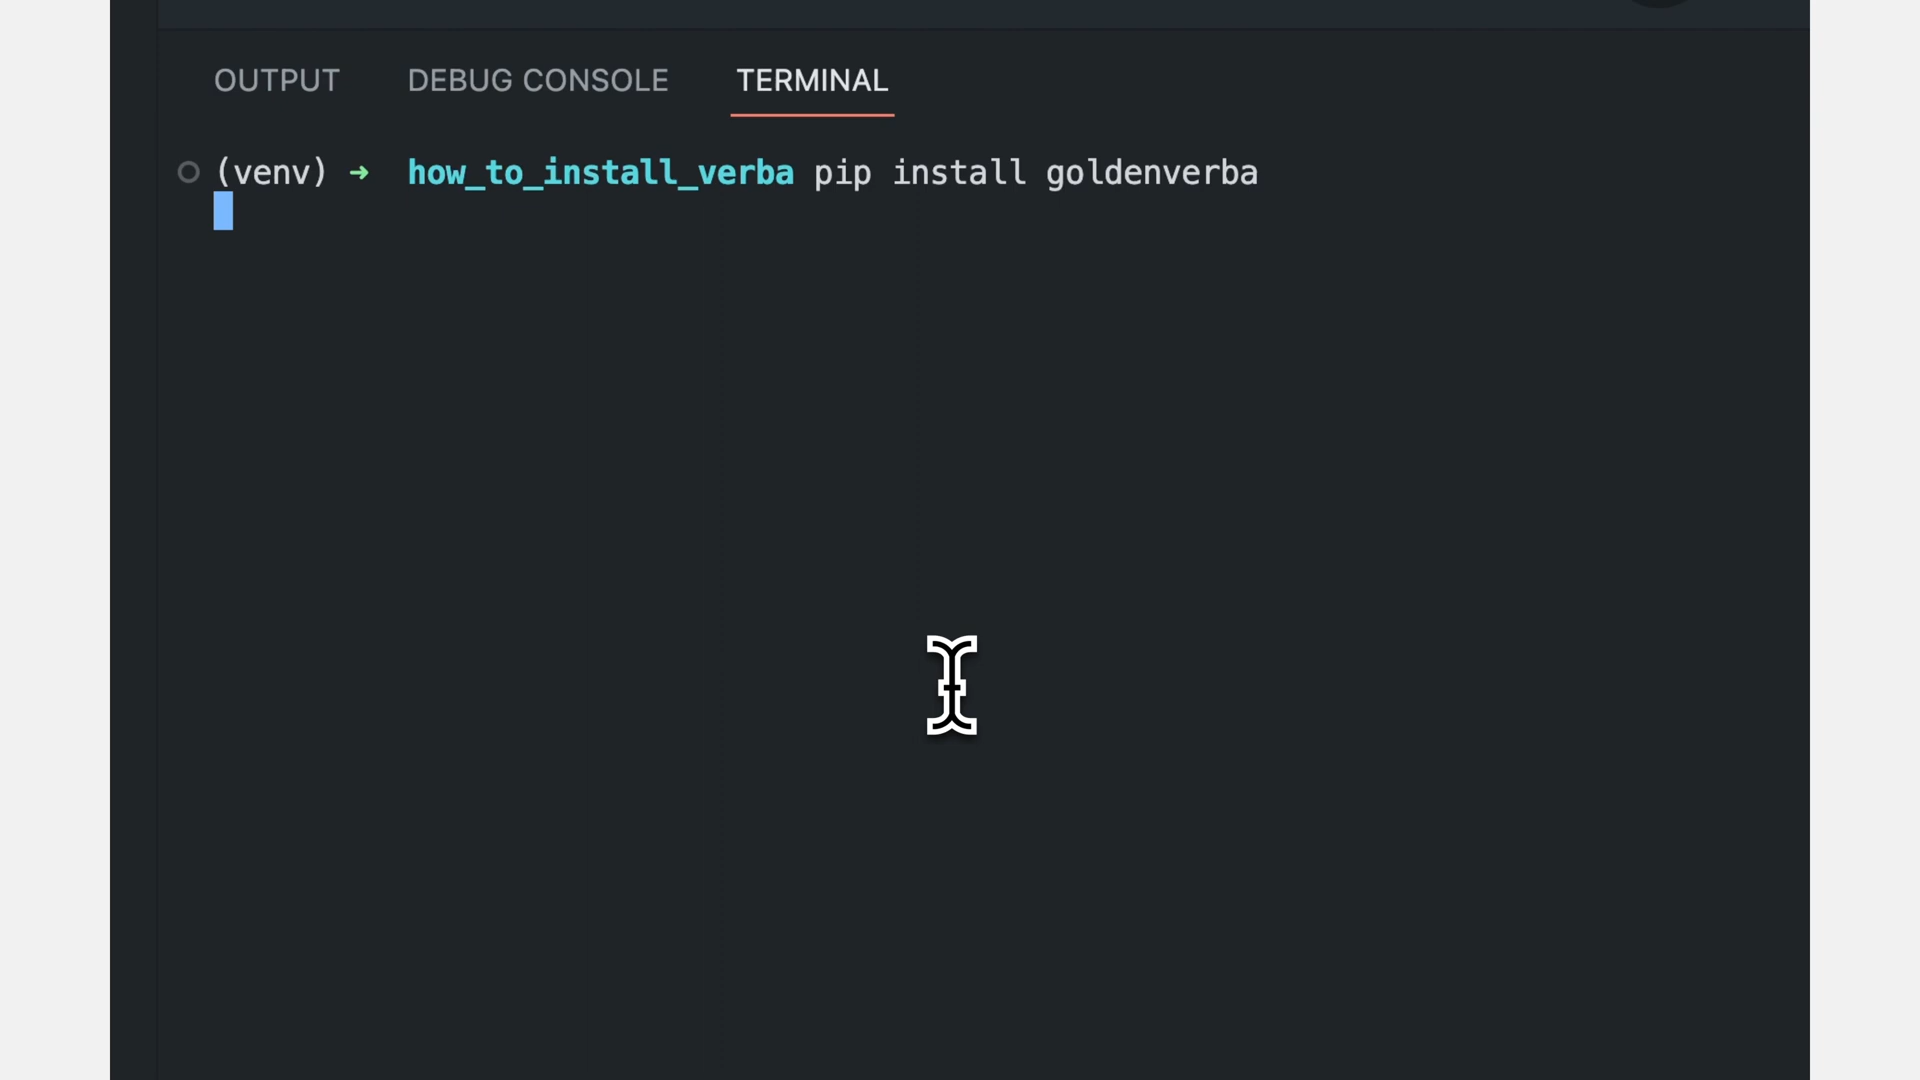 OUTPUT DEBUG CONSOLE TERMINAL
(venv) ➜ how_to_install_verba pip install goldenverba